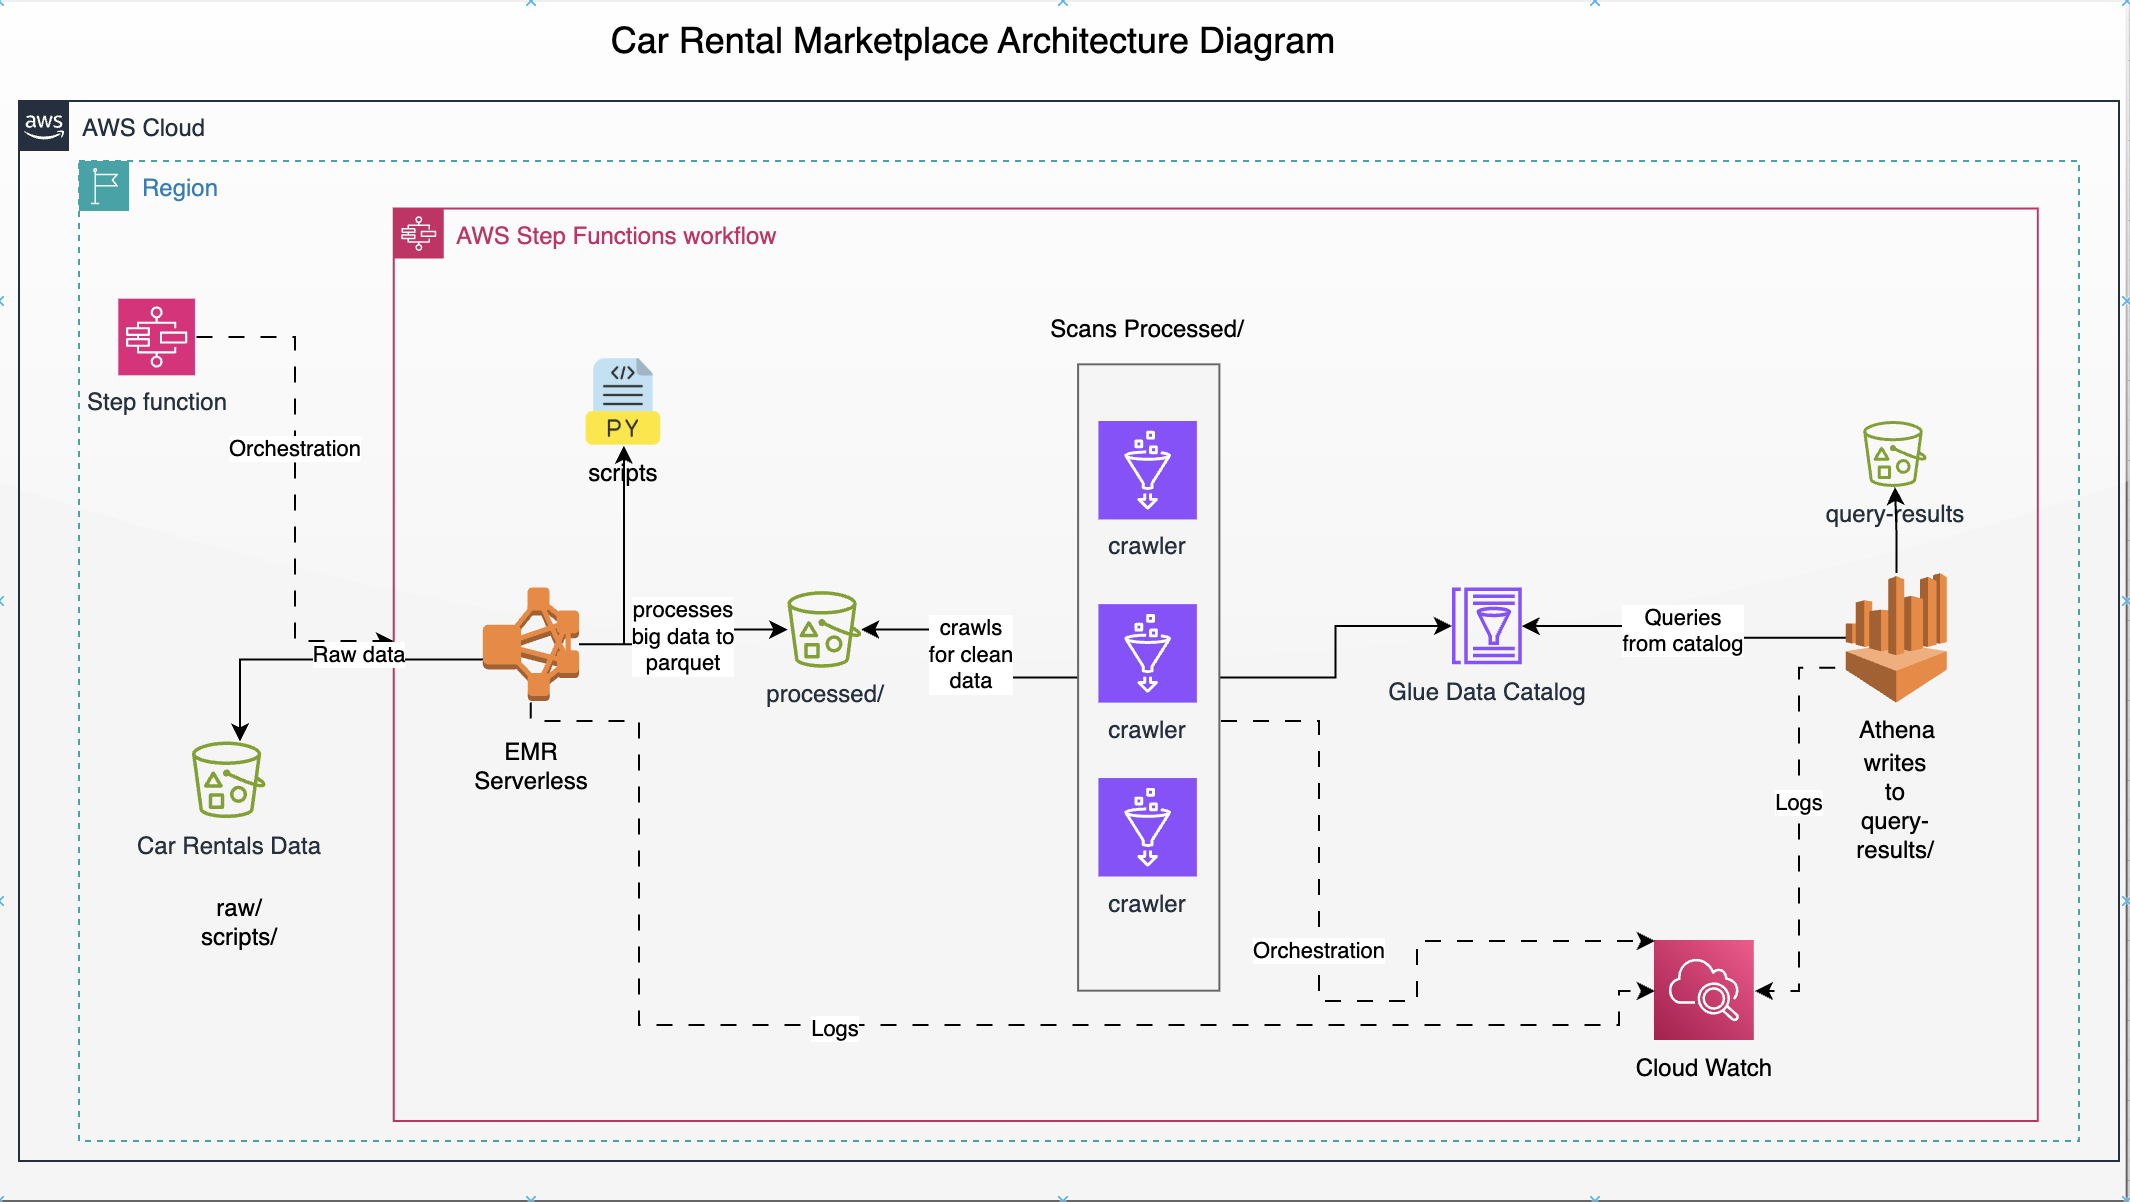 Car Rental Marketplace Architecture Diagram
aws
AWS Cloud
Region
AWS Step Functions workflow
Step function
Orchestration
Raw data
Car Rentals Data
raw/
scripts/
</>
PY
scripts
EMR
Serverless
processes
big data to
parquet
processed/
crawls
for clean
data
Scans Processed/
crawler
crawler
crawler
Glue Data Catalog
Queries
from catalog
query-results
Athena
writes
to
query-
results/
Logs
Orchestration
Logs
Cloud Watch